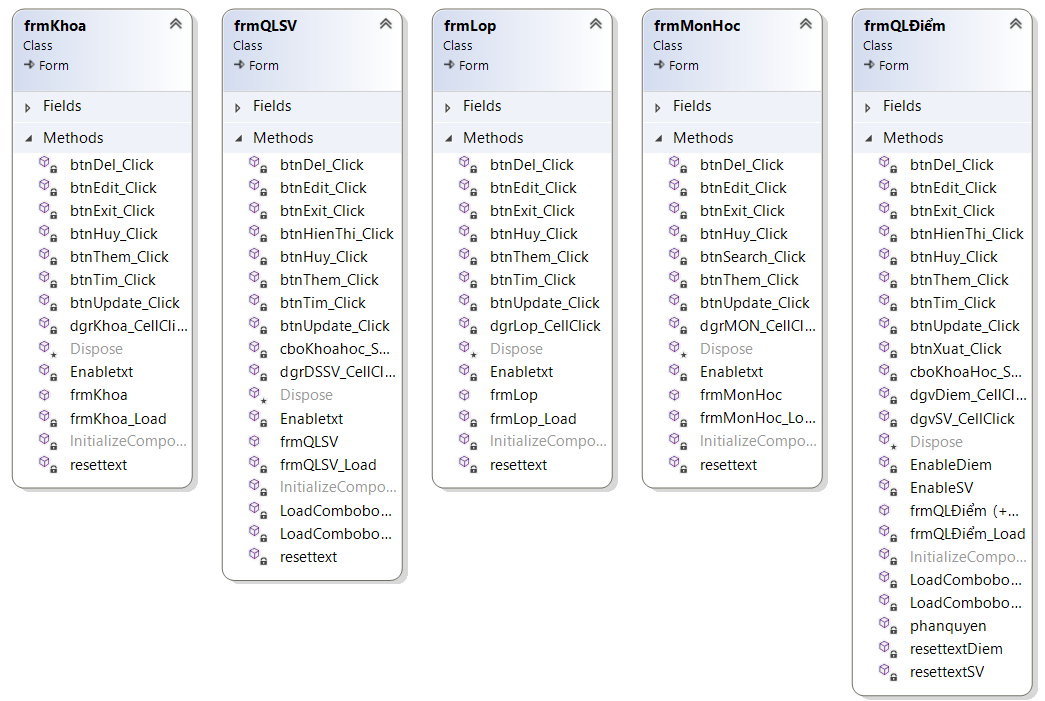 frmKhoa
Class
Form
Fields
Methods
btnDel_Click
btnEdit_Click
btnExit_Click
btnHuy_Click
btnThem_Click
btnTim_Click
btnUpdate_Click
dgrKhoa_CellCli...
Dispose
Enabletxt
frmKhoa
frmKhoa_Load
InitializeCompo...
resettext
frmQLSV
Class
Form
Fields
Methods
btnDel_Click
btnEdit_Click
btnExit_Click
btnHienThi_Click
btnHuy_Click
btnThem_Click
btnTim_Click
btnUpdate_Click
cboKhoahoc_S...
dgrDSSV_CellCl...
Dispose
Enabletxt
frmQLSV
frmQLSV_Load
InitializeCompo...
LoadCombobo...
LoadCombobo...
resettext
frmLop
Class
Form
Fields
Methods
btnDel_Click
btnEdit_Click
btnExit_Click
btnHuy_Click
btnThem_Click
btnTim_Click
btnUpdate_Click
dgrLop_CellClick
Dispose
Enabletxt
frmLop
frmLop_Load
InitializeCompo...
resettext
frmMonHoc
Class
Form
Fields
Methods
btnDel_Click
btnEdit_Click
btnExit_Click
btnHuy_Click
btnSearch_Click
btnThem_Click
btnUpdate_Click
dgrMON_CellCl...
Dispose
Enabletxt
frmMonHoc
frmMonHoc_Lo...
InitializeCompo...
resettext
frmQLĐiểm
Class
Form
Fields
Methods
btnDel_Click
btnEdit_Click
btnExit_Click
btnHienThi_Click
btnHuy_Click
btnThem_Click
btnTim_Click
btnUpdate_Click
btnXuat_Click
cboKhoaHoc_S...
dgvDiem_CellCl...
dgvSV_CellClick
Dispose
EnableDiem
EnableSV
frmQLĐiểm (+...
frmQLĐiểm_Load
InitializeCompo...
LoadCombobo...
LoadCombobo...
phanquyen
resettextDiem
resettextSV